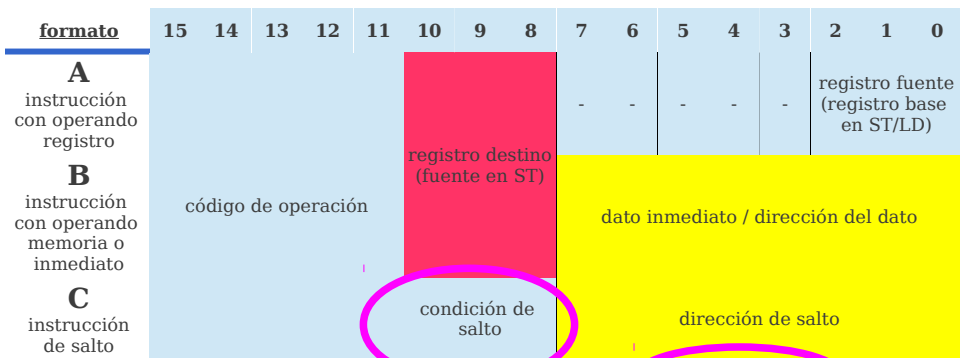 formato 15 14 13 12 11 10 9 8 7 6 5 4 3 2 1 0
A
instrucción
con operando
registro
- - - - -
registro fuente
(registro base
en ST/LD)
registro destino
(fuente en ST)
B
instrucción
con operando
memoria o
inmediato
código de operación
dato inmediato / dirección del dato
C
instrucción
de salto
condición de
salto
dirección de salto